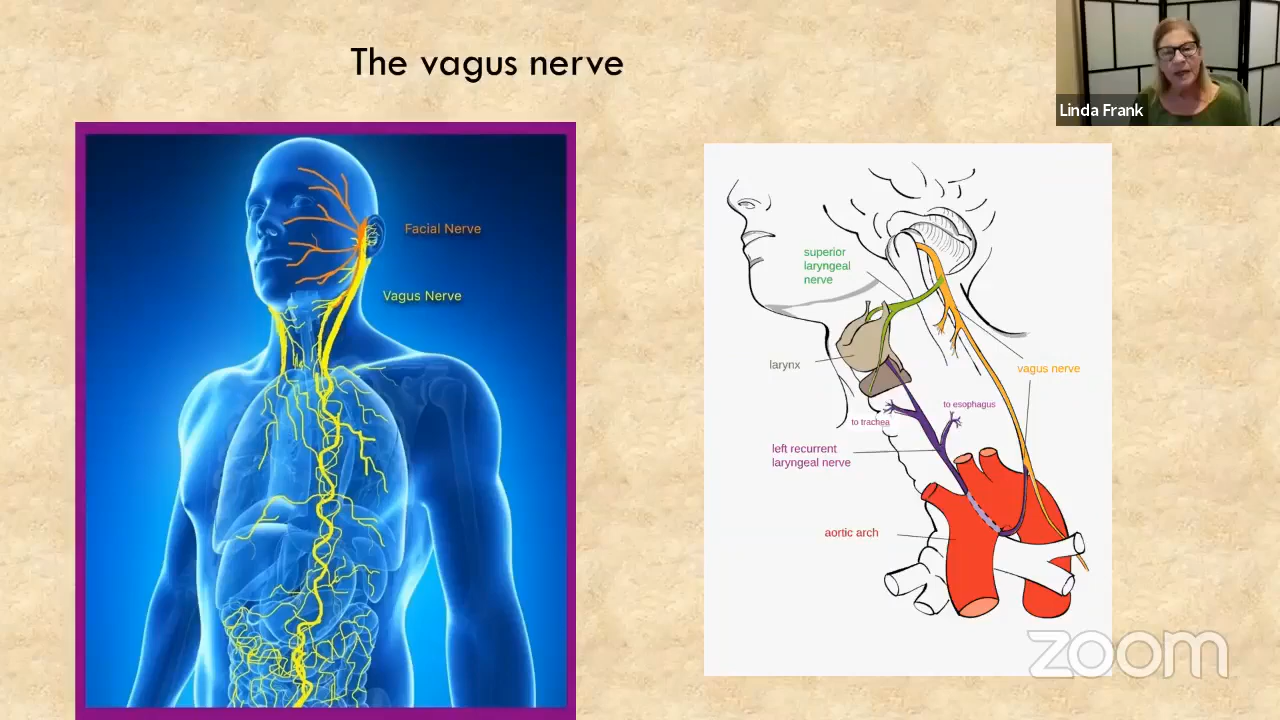 The vagus nerve
Linda Frank
Facial Nerve
Vagus Nerve
superior
laryngeal
nerve
larynx
vagus nerve
to esophagus
to trachea
left recurrent
laryngeal nerve
aortic arch
zoom